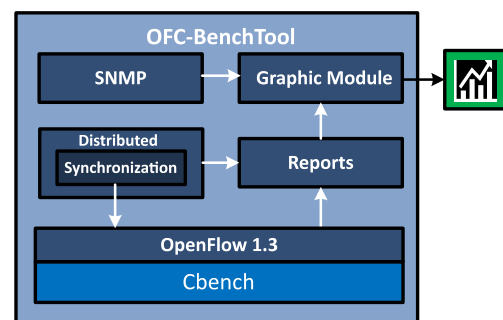 OFC-BenchTool
SNMP
Graphic Module
Distributed
Synchronization
Reports
OpenFlow 1.3
Cbench